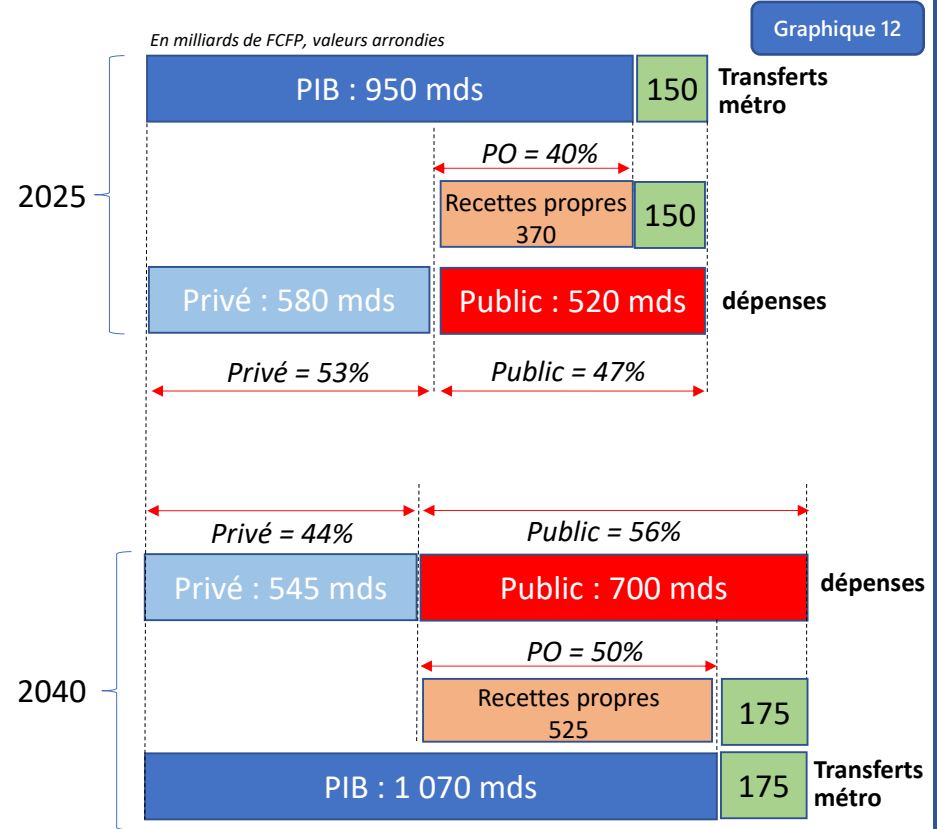 Graphique 12
En milliards de FCFP, valeurs arrondies
PIB : 950 mds
150
Transferts
métro
PO = 40%
2025
Recettes propres
370
150
Privé : 580 mds
Public : 520 mds
dépenses
Privé = 53%
Public = 47%
Privé = 44%
Public = 56%
Privé : 545 mds
Public : 700 mds
dépenses
PO = 50%
2040
Recettes propres
525
175
PIB : 1 070 mds
175
Transferts
métro